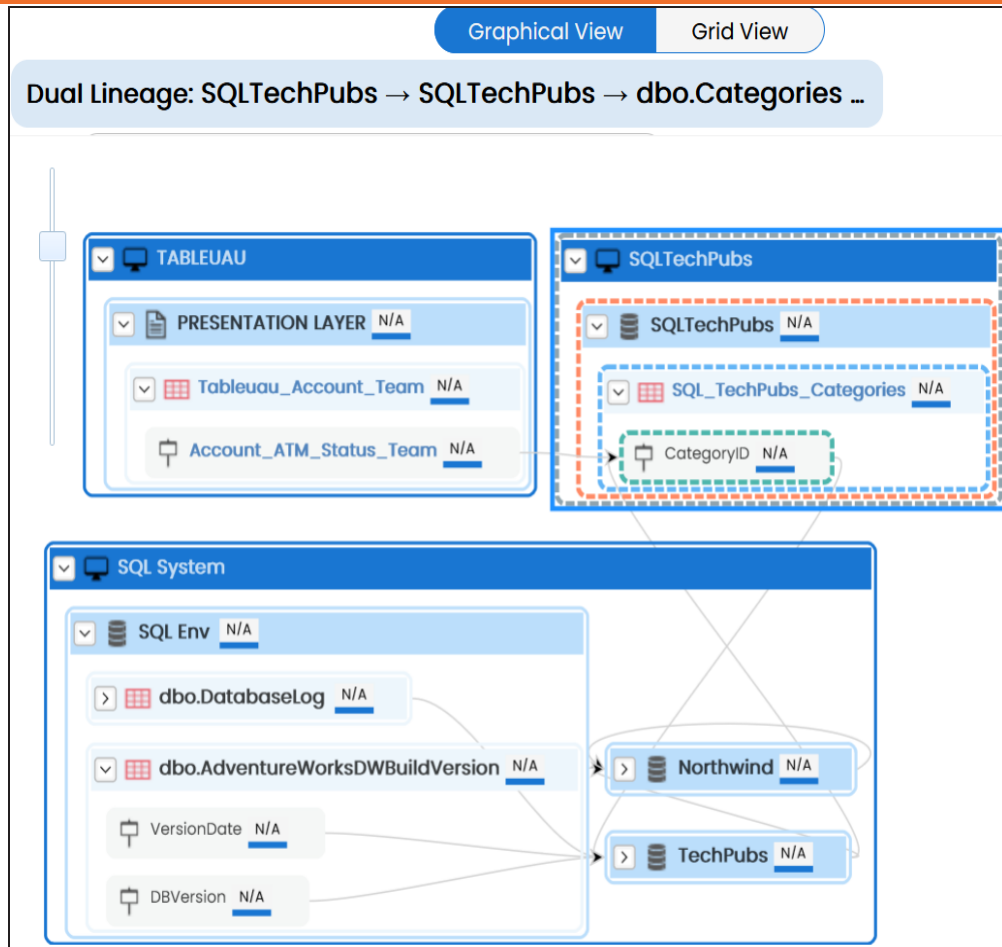 Graphical View
Grid View
Dual Lineage: SQLTechPubs → SQLTechPubs → dbo.Categories ...
TABLEUAU
PRESENTATION LAYER N/A
Tableuau_Account_Team N/A
Account_ATM_Status_Team N/A
SQLTechPubs
SQLTechPubs N/A
SQL_TechPubs_Categories N/A
CategoryID N/A
SQL System
SQL Env N/A
dbo.DatabaseLog N/A
dbo.AdventureWorksDWBuildVersion N/A
VersionDate N/A
DBVersion N/A
Northwind N/A
TechPubs N/A